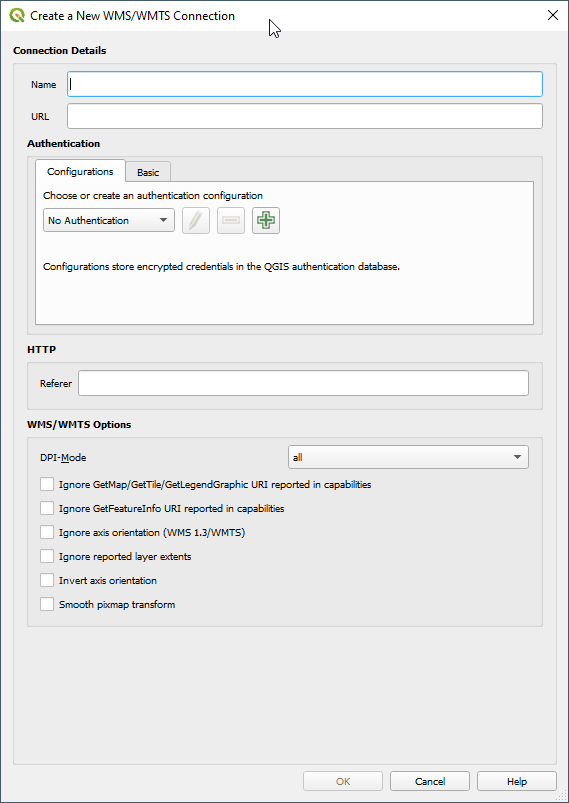 Create a New WMS/WMTS Connection
Connection Details
Name
URL
Authentication
Configurations Basic
Choose or create an authentication configuration
No Authentication
Configurations store encrypted credentials in the QGIS authentication database.
HTTP
Referer
WMS/WMTS Options
DPI-Mode all
Ignore GetMap/GetTile/GetLegendGraphic URI reported in capabilities
Ignore GetFeatureInfo URI reported in capabilities
Ignore axis orientation (WMS 1.3/WMTS)
Ignore reported layer extents
Invert axis orientation
Smooth pixmap transform
OK Cancel Help